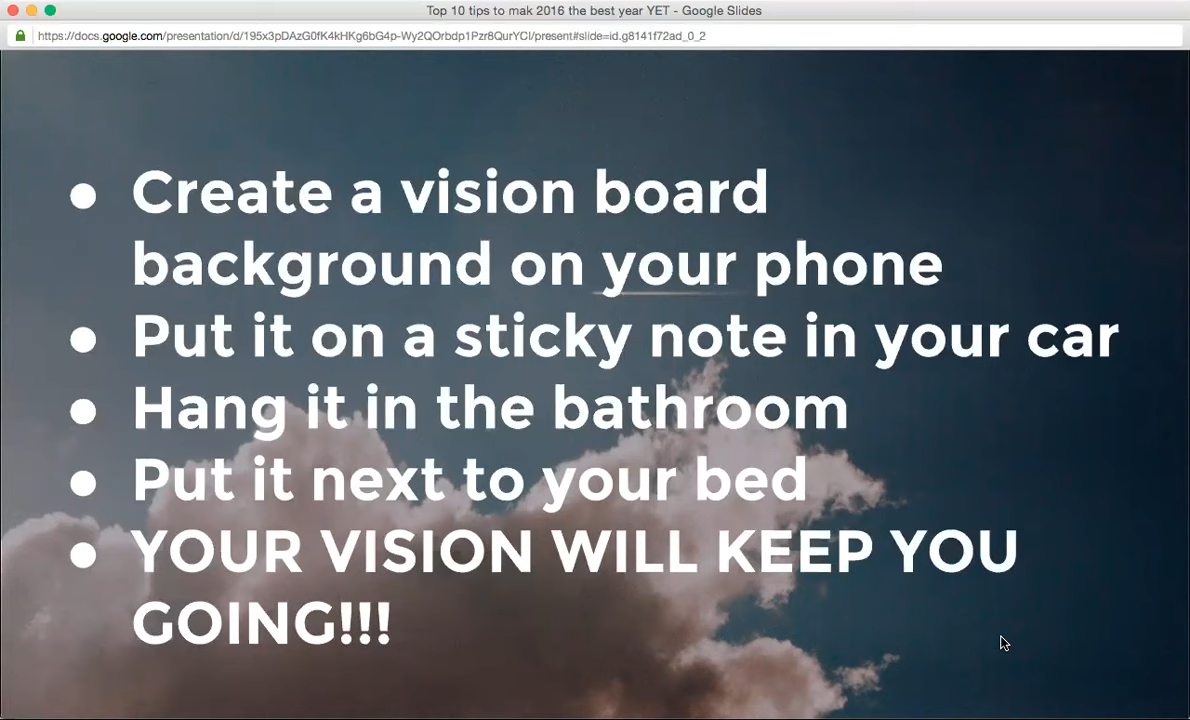 Top 10 tips to mak 2016 the best year YET - Google Slides
https://docs.google.com/presentation/d/195x3pDAzG0fK4kHKg6bG4p-Wy2QOrbdp1Pzr8QurYCI/present#slide=id.g8141f72ad_0_2
● Create a vision board
background on your phone
● Put it on a sticky note in your car
● Hang it in the bathroom
● Put it next to your bed
● YOUR VISION WILL KEEP YOU
GOING!!!